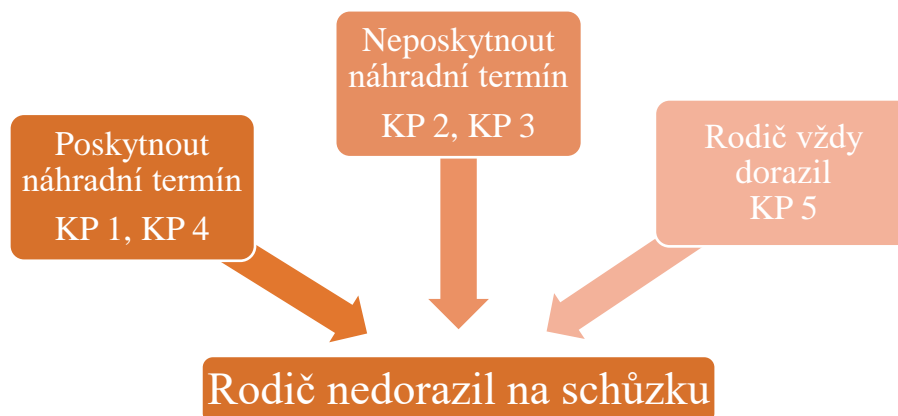 Poskytnout
náhradní termín
KP 1, KP 4
Neposkytnout
náhradní termín
KP 2, KP 3
Rodič vždy
dorazil
KP 5
Rodič nedorazil na schůzku